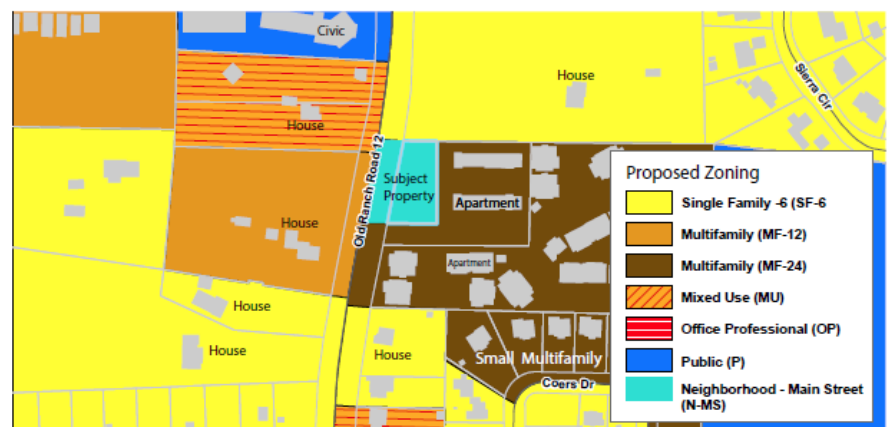 Civic
House
Sierra Cir
Old
House
Old Ranch Road 12
Subject
Property
Apartment
House
Apartment
House
House
House
Small Multifamily
Coers Dr
Proposed Zoning
Single Family -6 (SF-6
Multifamily (MF-12)
Multifamily (MF-24)
Mixed Use (MU)
Office Professional (OP)
Public (P)
Neighborhood - Main Street
(N-MS)